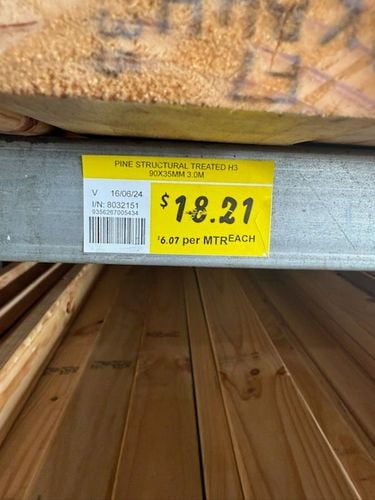 PINE STRUCTURAL TREATED H3
90X35MM 3.0M
V 16/06/24
I/N: 8032151
9356267005434
$18.21
$6.07 per MTR EACH